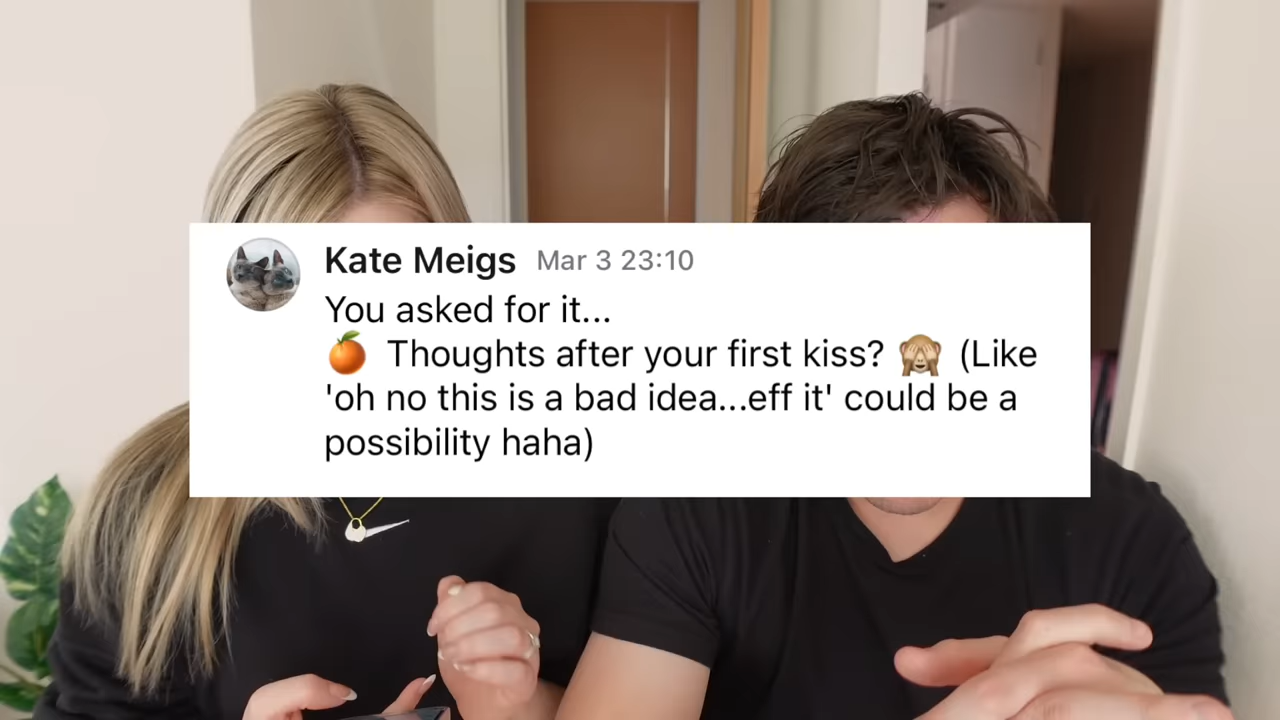 Kate Meigs Mar 3 23:10
You asked for it...
🍊 Thoughts after your first kiss? 🙈 (Like
'oh no this is a bad idea...eff it' could be a
possibility haha)